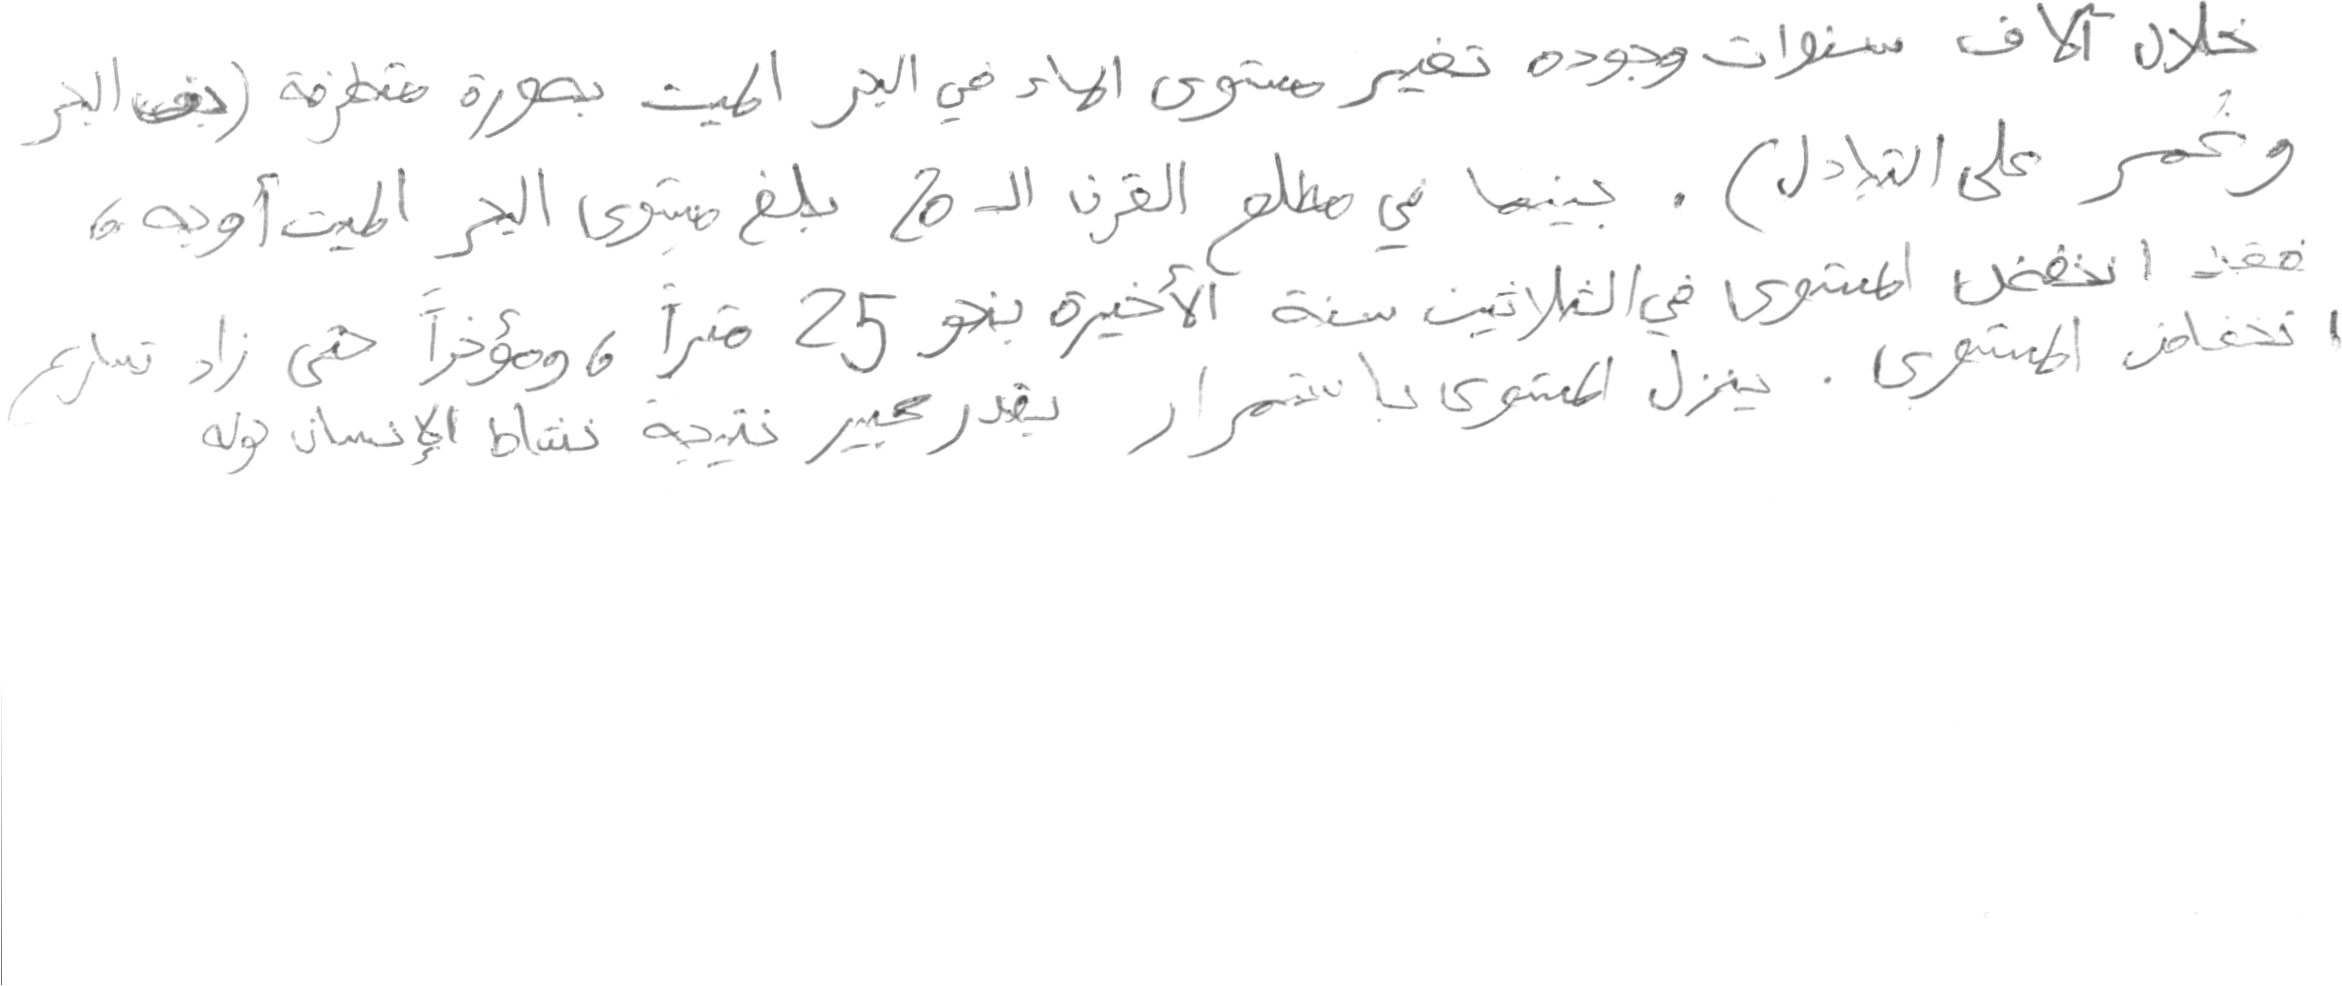 خلال آلاف سنوات وجوده تغير مستوى الماء في البحر الميت بصورة متطرفة (جف البحر
وغُمر على التبادل). بينما في مطلع القرن الـ 20 بلغ مستوى البحر الميت أوجه،
فقد انخفض المستوى في الثلاثين سنة الأخيرة بنحو 25 متراً، ومؤخراً حتى زاد تسارع
انخفاض المستوى. ينزل المستوى باستمرار بقدر كبير نتيجة نشاط الإنسان حوله